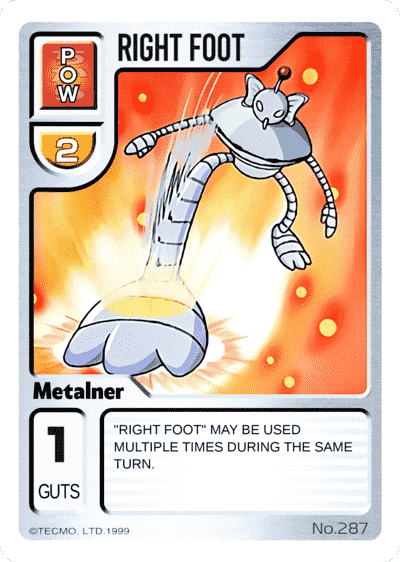 RIGHT FOOT
POW
2
Metalner
1
GUTS
"RIGHT FOOT" MAY BE USED
MULTIPLE TIMES DURING THE SAME
TURN.
©TECMO, LTD.1999
No.287